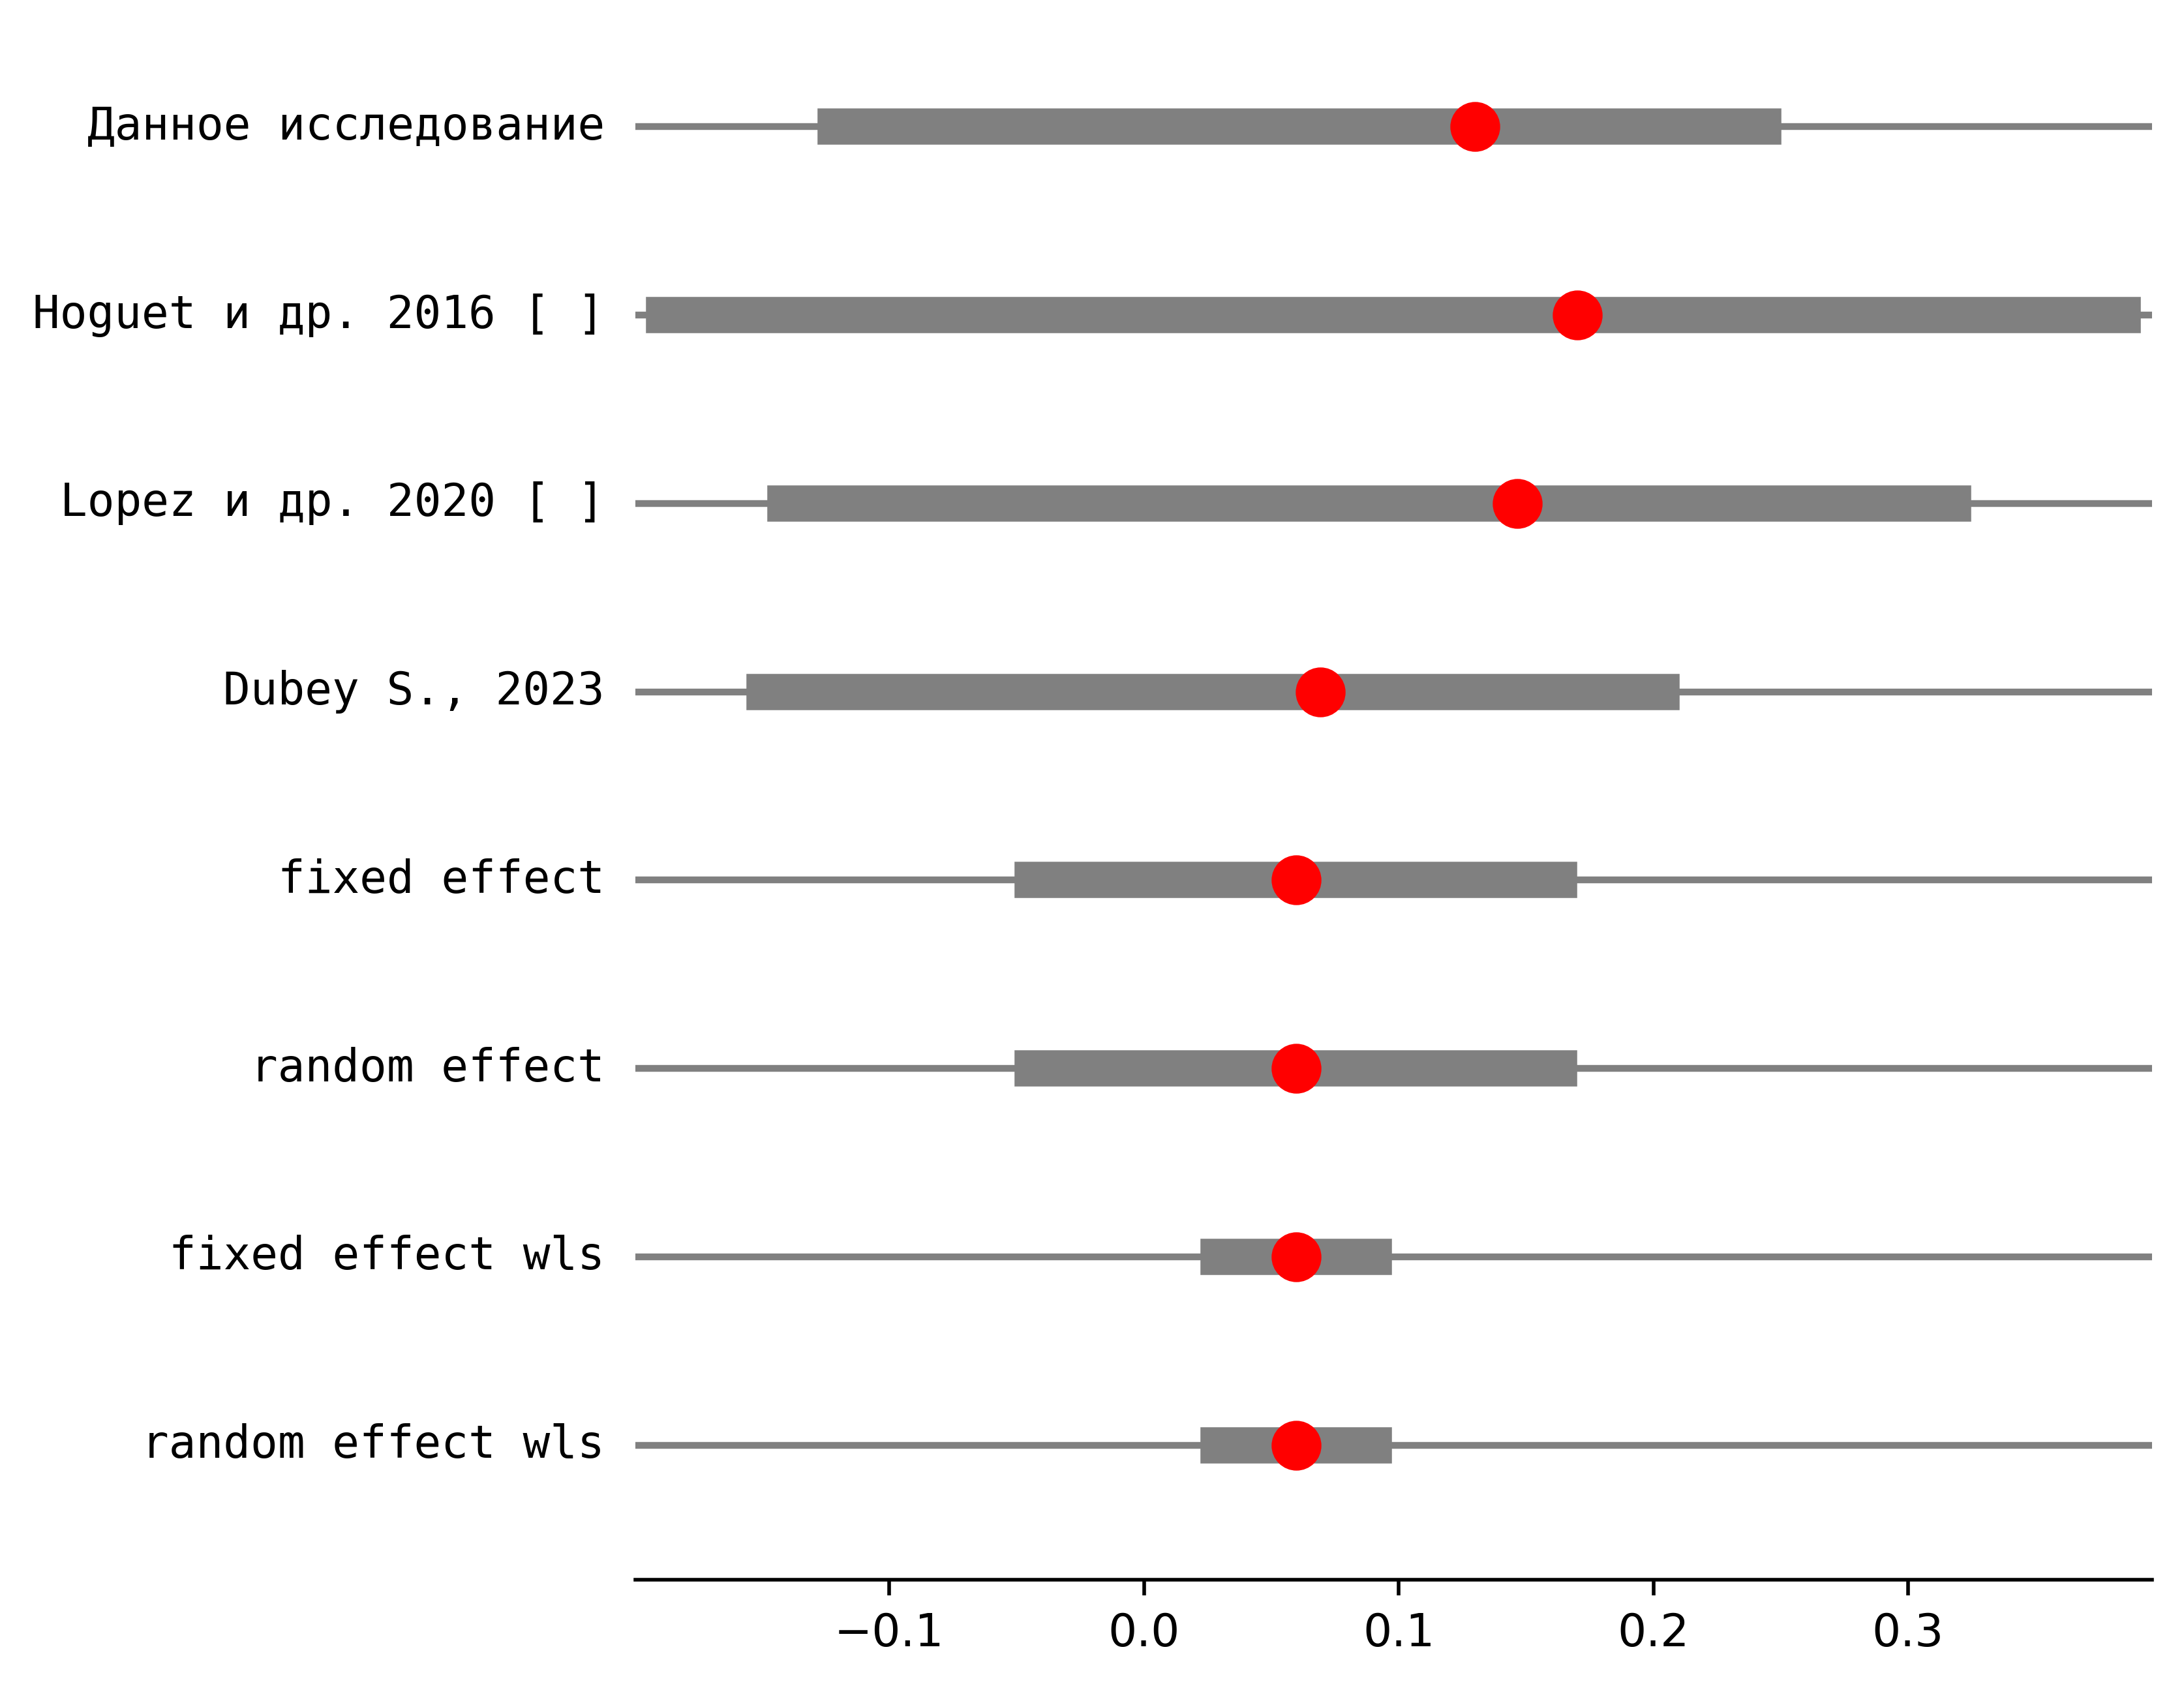 Данное исследование
Hoguet и др. 2016 [ ]
Lopez и др. 2020 [ ]
Dubey S., 2023
fixed effect
random effect
fixed effect wls
random effect wls
−0.1 0.0 0.1 0.2 0.3